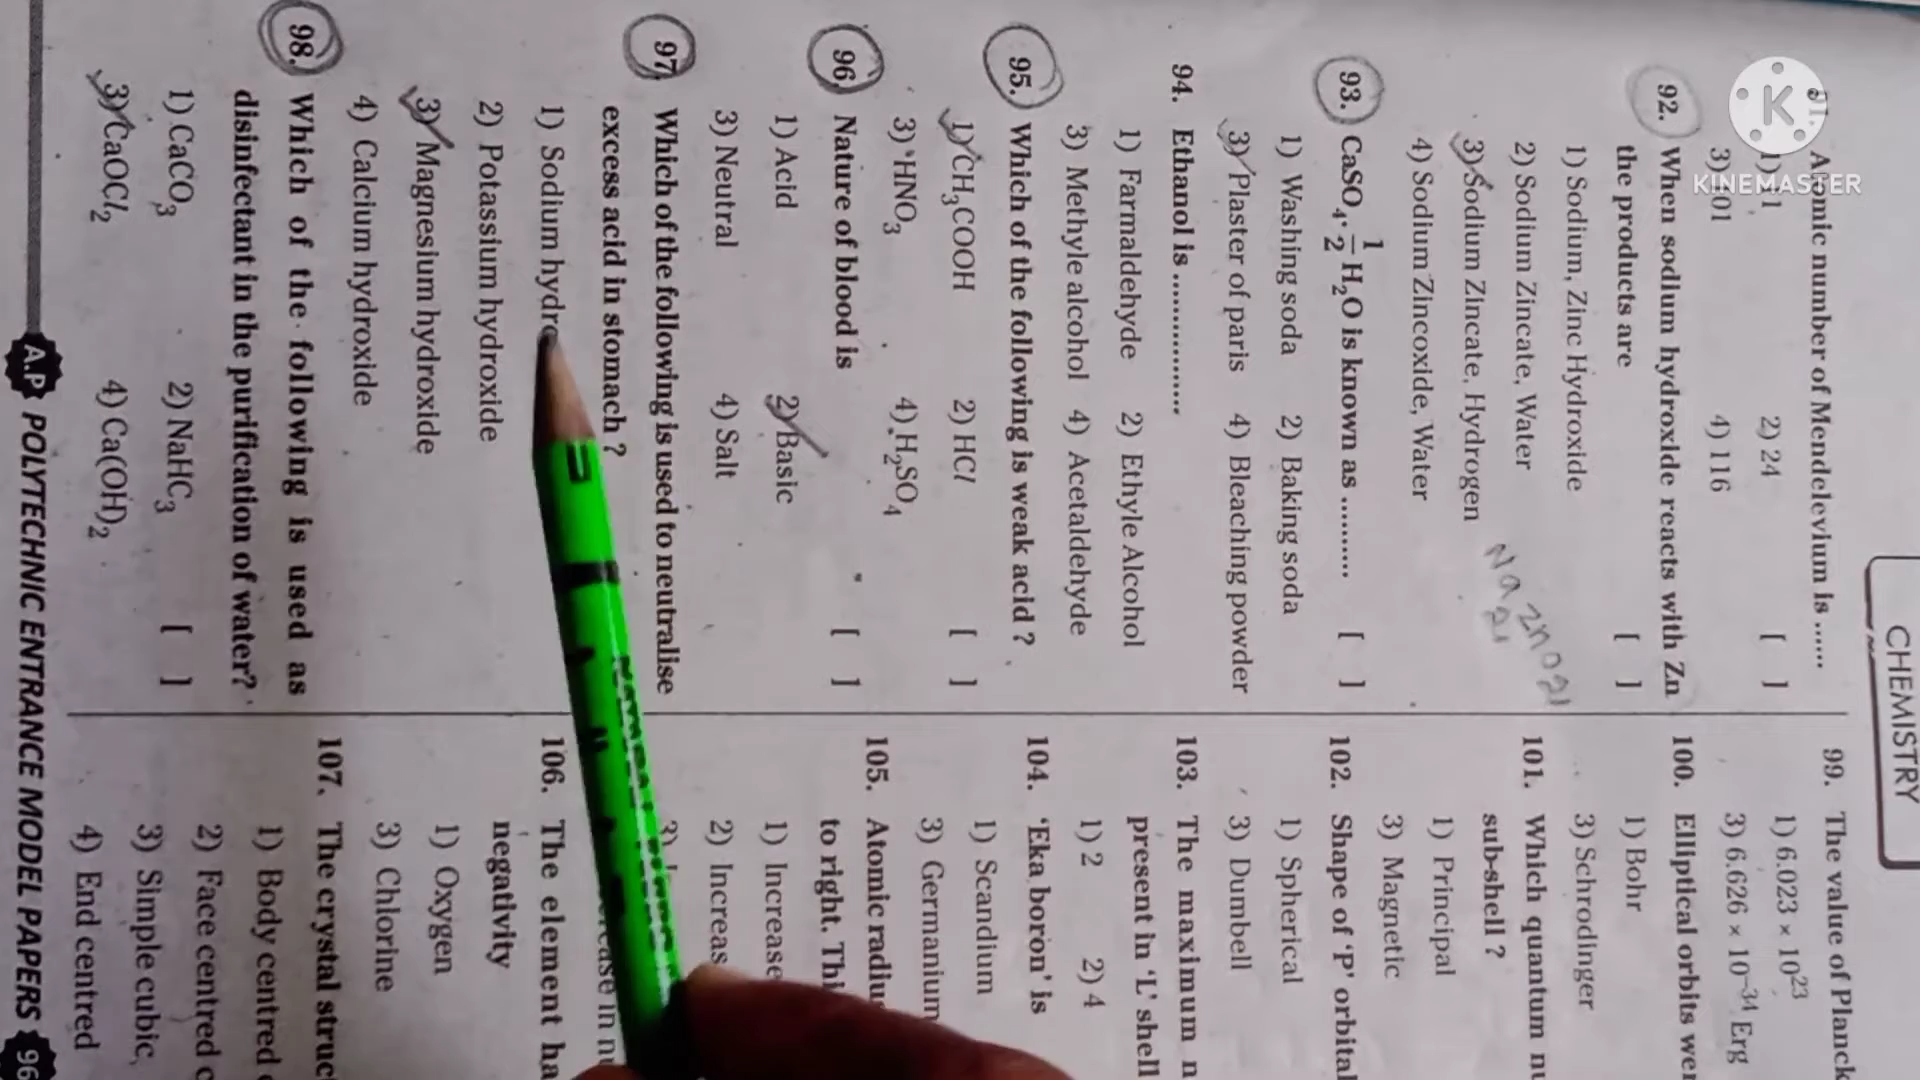 KINEMASTER
CHEMISTRY
Atomic number of Mendelevium is ......
2) 24 [ ]
4) 116
92. When sodium hydroxide reacts with Zn
the products are [ ]
1) Sodium, Zinc Hydroxide
2) Sodium Zincate, Water
3) Sodium Zincate, Hydrogen
4) Sodium Zincoxide, Water
93. CaSO₄.½H₂O is known as .......... [ ]
1) Washing soda 2) Baking soda
3) Plaster of paris 4) Bleaching powder
94. Ethanol is ...............
1) Farmaldehyde 2) Ethyle Alcohol
3) Methyle alcohol 4) Acetaldehyde
95. Which of the following is weak acid ?
1) CH₃COOH 2) HCl [ ]
3) HNO₃ 4) H₂SO₄
96. Nature of blood is [ ]
1) Acid 2) Basic
3) Neutral 4) Salt
97. Which of the following is used to neutralise
excess acid in stomach ?
1) Sodium hydro
2) Potassium hydroxide
3) Magnesium hydroxide
4) Calcium hydroxide
98. Which of the following is used as
disinfectant in the purification of water?
1) CaCO₃ 2) NaHC₃ [ ]
3) CaOCl₂ 4) Ca(OH)₂
99. The value of Planck
1) 6.023 × 10²³
3) 6.626 × 10⁻³⁴ Erg
100. Elliptical orbits wer
1) Bohr
3) Schrodinger
101. Which quantum nu
sub-shell ?
1) Principal
3) Magnetic
102. Shape of 'P' orbital
1) Spherical
3) Dumbell
103. The maximum n
present in 'L' shell
1) 2 2) 4
104. 'Eka boron' is
1) Scandium
3) Germanium
105. Atomic radiu
to right. Thi
1) Increase
2) Increas
106. The element ha
negativity
1) Oxygen
3) Chlorine
107. The crystal struc
1) Body centred
2) Face centred c
3) Simple cubic,
4) End centred
A.P POLYTECHNIC ENTRANCE MODEL PAPERS 96